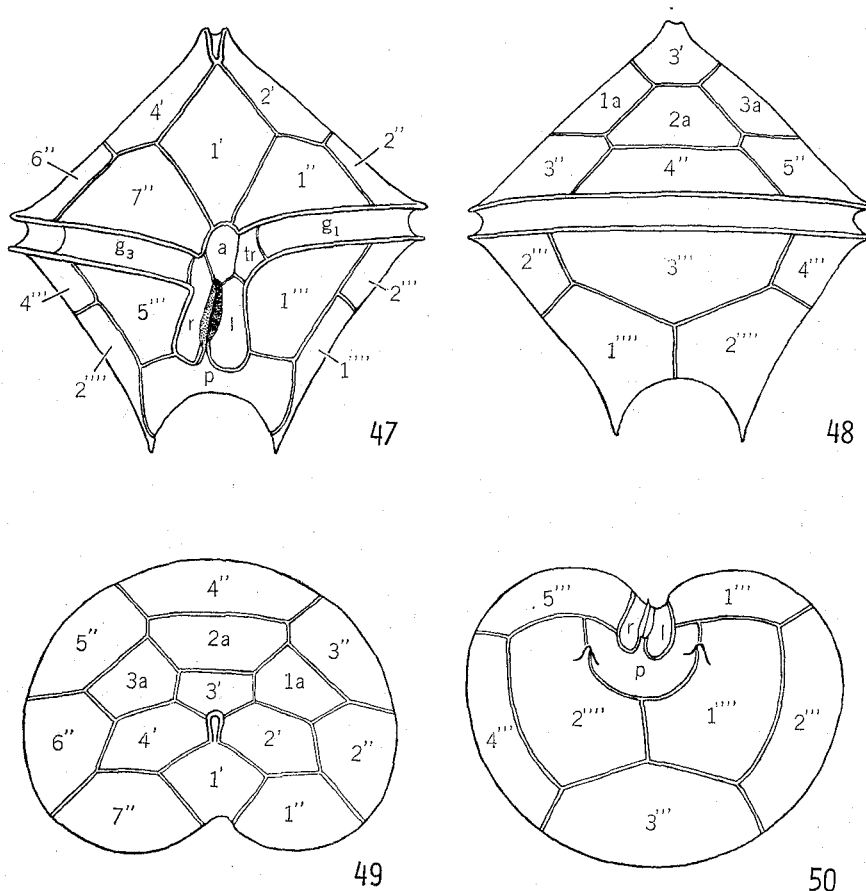 4' 2'
6'' 1' 2''
7'' 1''
g₃ a tr g₁
4''' 5''' r l 1''' 2'''
2'''' p 1''''
47
3'
1a 2a 3a
3'' 4'' 5''
2''' 3''' 4'''
1'''' 2''''
48
4''
5'' 2a 3''
3a 3' 1a
6'' 4' 2' 2''
7'' 1' 1''
49
5''' r l 1'''
p
4''' 2'''' 1'''' 2'''
3'''
50